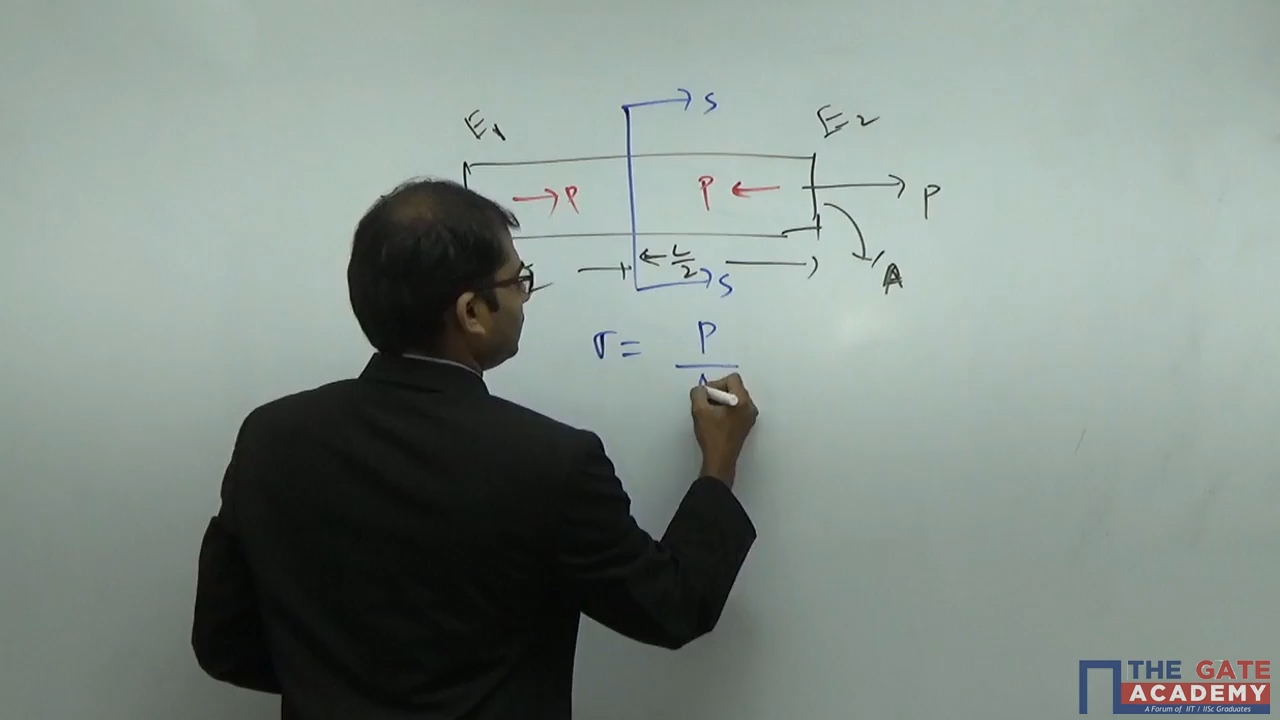 S
E1 E2
P P P
L/2
A
S
σ = P
THE GATE
ACADEMY
A Forum of IIT / IISc Graduates